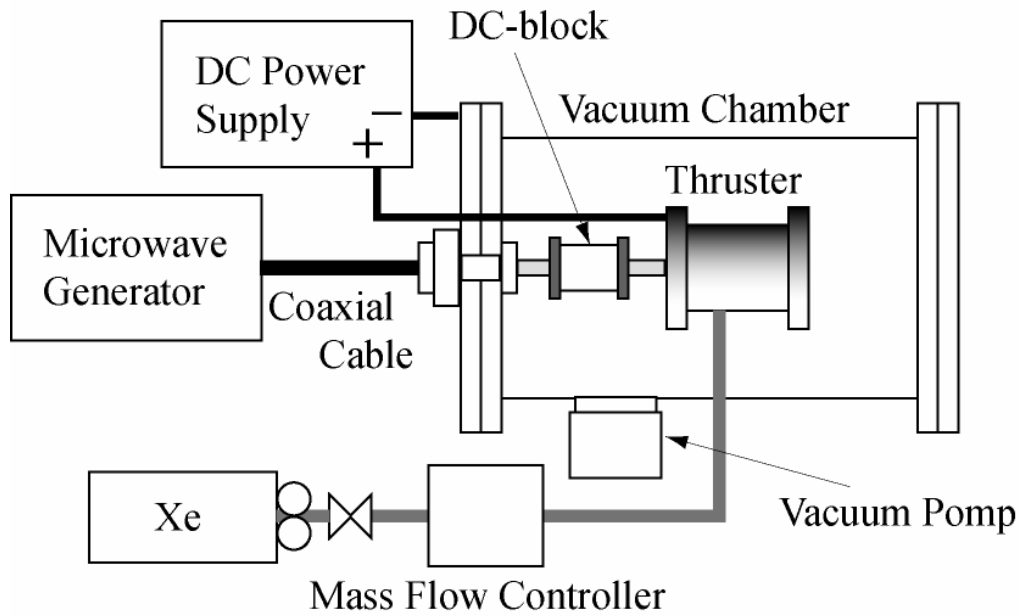 DC-block
DC Power
Supply
−
+
Vacuum Chamber
Thruster
Microwave
Generator
Coaxial
Cable
Xe
Vacuum Pomp
Mass Flow Controller